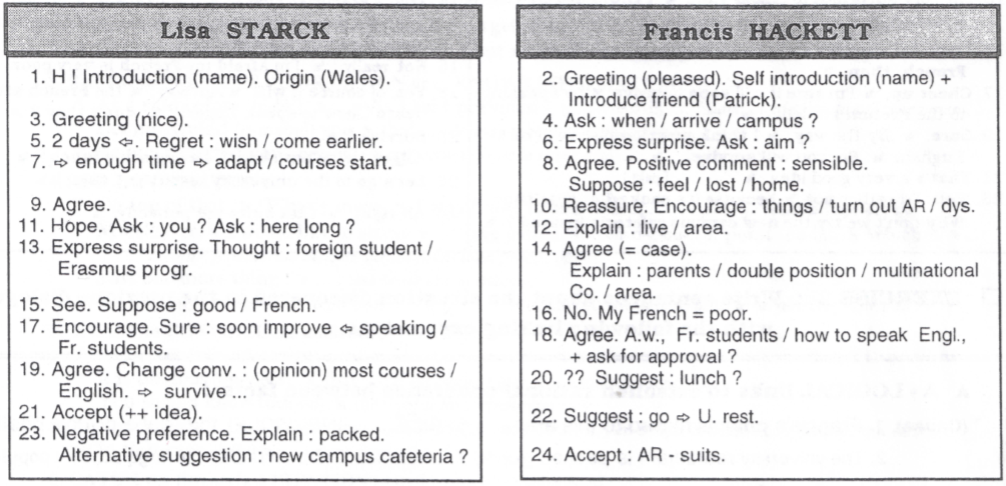 Lisa STARCK
1. H ! Introduction (name). Origin (Wales).
3. Greeting (nice).
5. 2 days ⇦. Regret : wish / come earlier.
7. ⇨ enough time ⇨ adapt / courses start.
9. Agree.
11. Hope. Ask : you ? Ask : here long ?
13. Express surprise. Thought : foreign student /
Erasmus progr.
15. See. Suppose : good / French.
17. Encourage. Sure : soon improve ⇦ speaking /
Fr. students.
19. Agree. Change conv. : (opinion) most courses /
English. ⇨ survive ...
21. Accept (++ idea).
23. Negative preference. Explain : packed.
Alternative suggestion : new campus cafeteria ?
Francis HACKETT
2. Greeting (pleased). Self introduction (name) +
Introduce friend (Patrick).
4. Ask : when / arrive / campus ?
6. Express surprise. Ask : aim ?
8. Agree. Positive comment : sensible.
Suppose : feel / lost / home.
10. Reassure. Encourage : things / turn out AR / dys.
12. Explain : live / area.
14. Agree (= case).
Explain : parents / double position / multinational
Co. / area.
16. No. My French = poor.
18. Agree. A.w., Fr. students / how to speak Engl.,
+ ask for approval ?
20. ?? Suggest : lunch ?
22. Suggest : go ⇨ U. rest.
24. Accept : AR - suits.